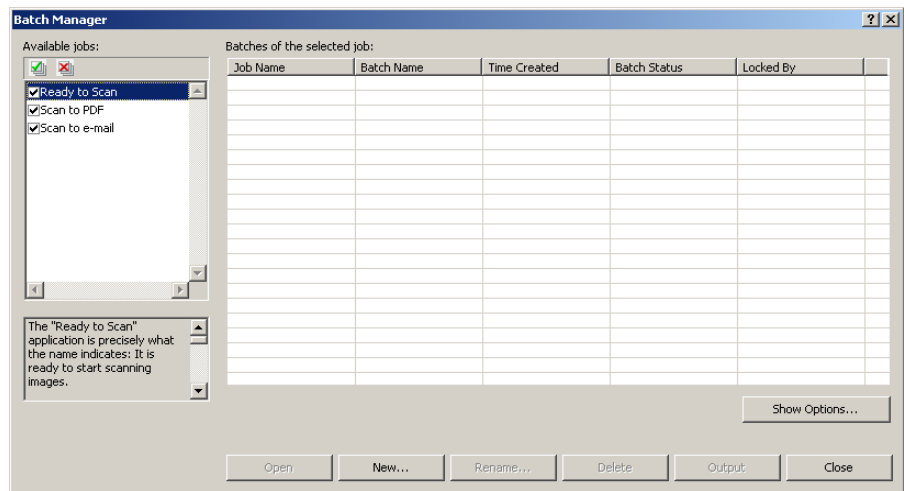 Batch Manager
Available jobs:
Batches of the selected job:
Job Name Batch Name Time Created Batch Status Locked By
Ready to Scan
Scan to PDF
Scan to e-mail
The "Ready to Scan"
application is precisely what
the name indicates: It is
ready to start scanning
images.
Show Options...
Open New... Rename... Delete Output Close